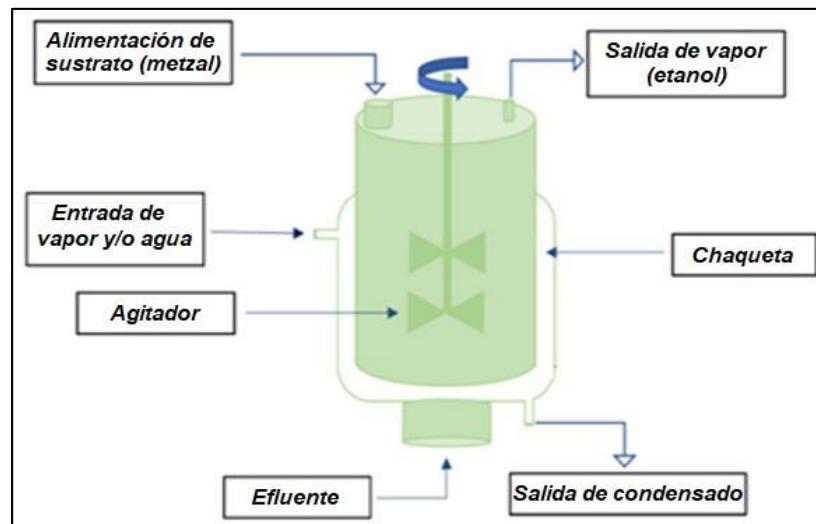 Alimentación de
sustrato (metzal)
Salida de vapor
(etanol)
Entrada de
vapor y/o agua
Chaqueta
Agitador
Efluente
Salida de condensado